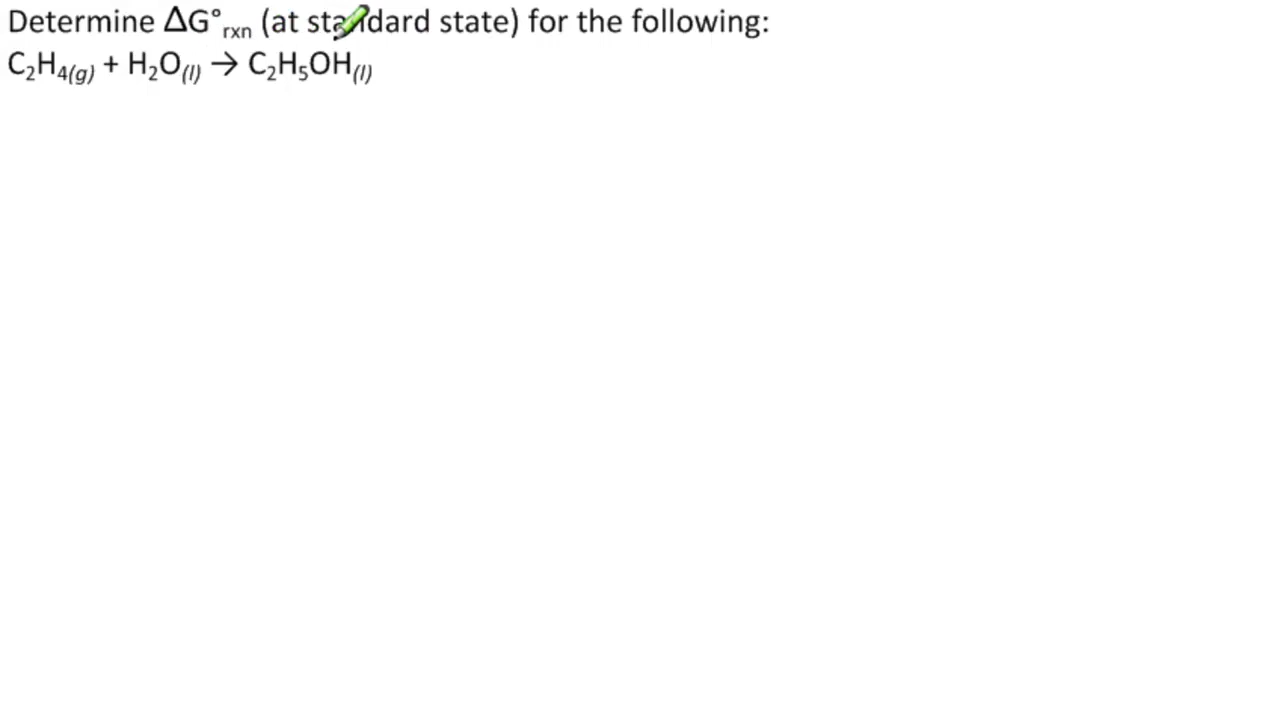 Determine ΔG°rxn (at standard state) for the following:
C₂H₄(g) + H₂O(l) → C₂H₅OH(l)